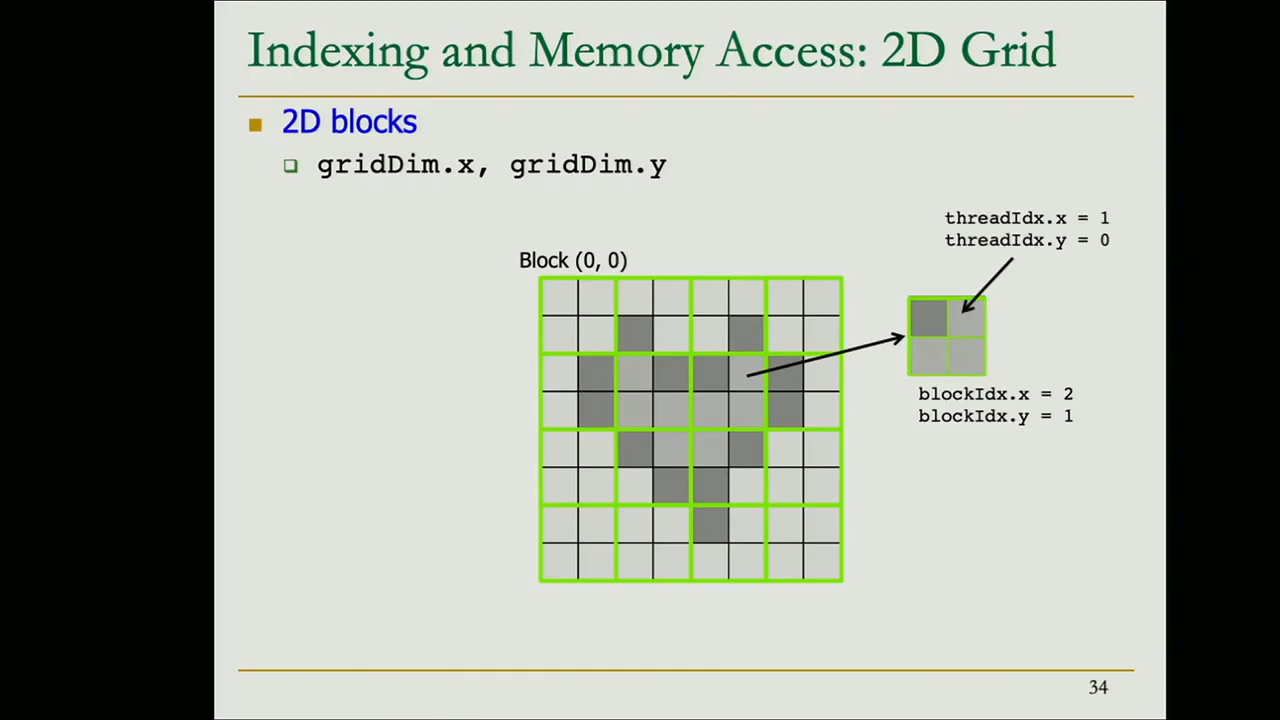 Indexing and Memory Access: 2D Grid
2D blocks
gridDim.x, gridDim.y
threadIdx.x = 1
threadIdx.y = 0
Block (0, 0)
blockIdx.x = 2
blockIdx.y = 1
34